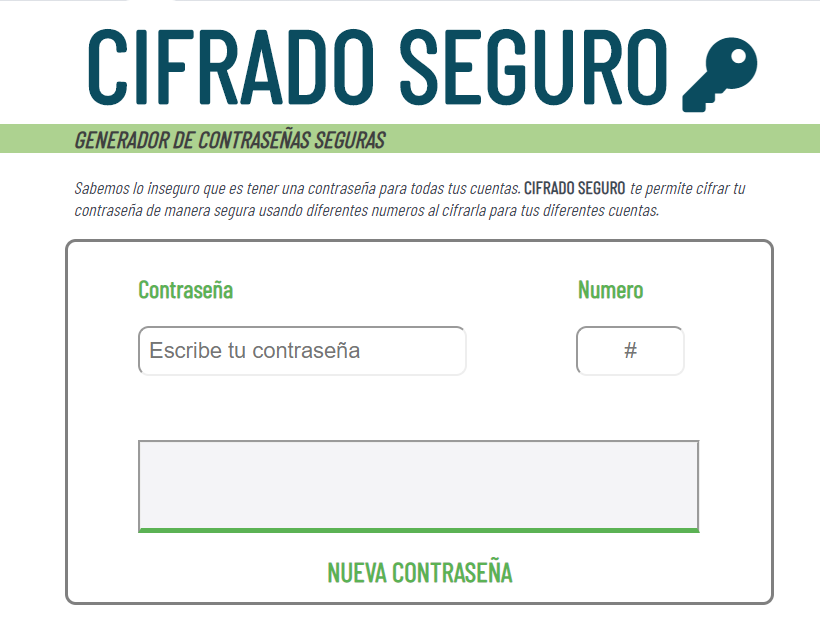 CIFRADO SEGURO
GENERADOR DE CONTRASEÑAS SEGURAS
Sabemos lo inseguro que es tener una contraseña para todas tus cuentas. CIFRADO SEGURO te permite cifrar tu
contraseña de manera segura usando diferentes numeros al cifrarla para tus diferentes cuentas.
Contraseña Numero
Escribe tu contraseña #
NUEVA CONTRASEÑA